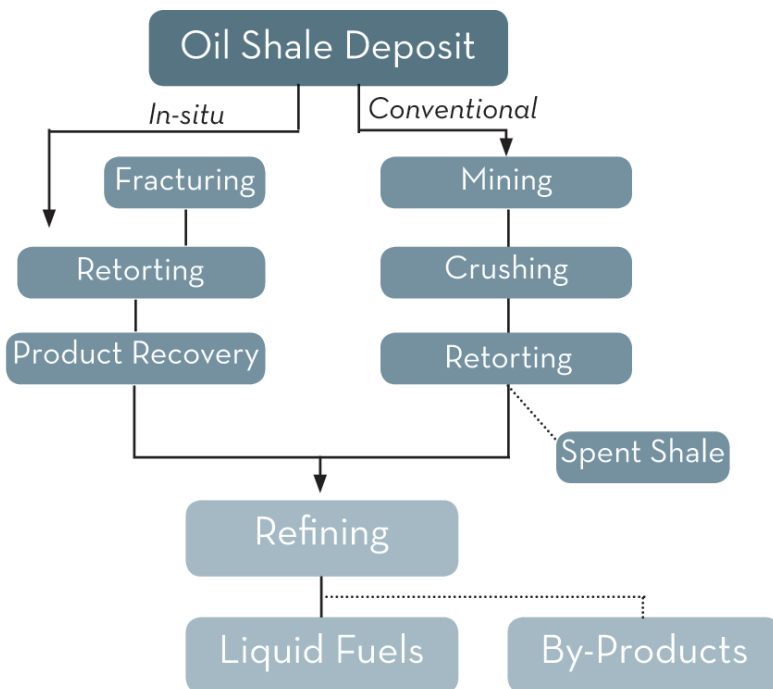 Oil Shale Deposit
In-situ
Conventional
Fracturing
Mining
Retorting
Crushing
Product Recovery
Retorting
Spent Shale
Refining
Liquid Fuels
By-Products